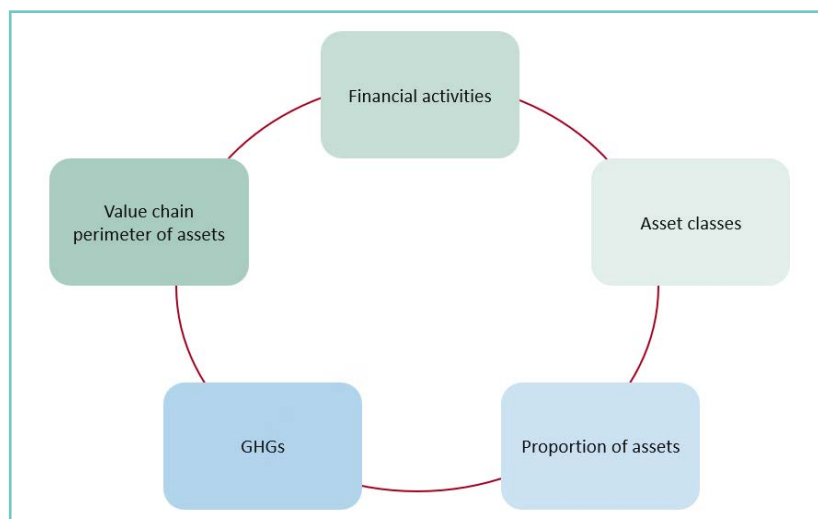 Financial activities
Asset classes
Proportion of assets
GHGs
Value chain
perimeter of assets